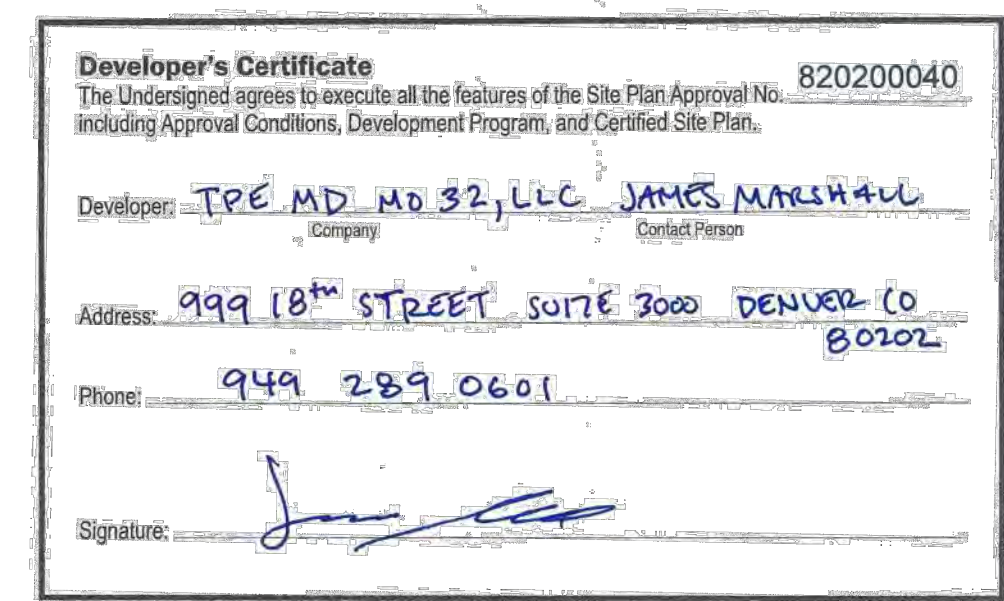 Developer's Certificate
The Undersigned agrees to execute all the features of the Site Plan Approval No. 820200040
including Approval Conditions, Development Program, and Certified Site Plan.
Developer: TPE MD MO 32, LLC JAMES MARSHALL
Company Contact Person
Address: 999 18th STREET SUITE 3000 DENVER CO
80202
Phone: 949 289 0601
Signature: